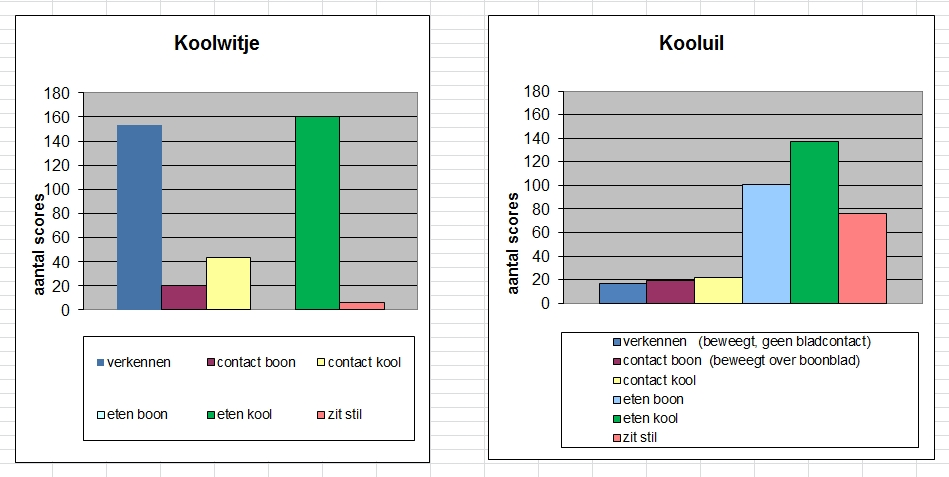 Koolwitje
180
160
140
120
100
80
60
40
20
0
aantal scores
verkennen contact boon contact kool
eten boon eten kool zit stil
Kooluil
180
160
140
120
100
80
60
40
20
0
aantal scores
verkennen (beweegt, geen bladcontact)
contact boon (beweegt over boonblad)
contact kool
eten boon
eten kool
zit stil